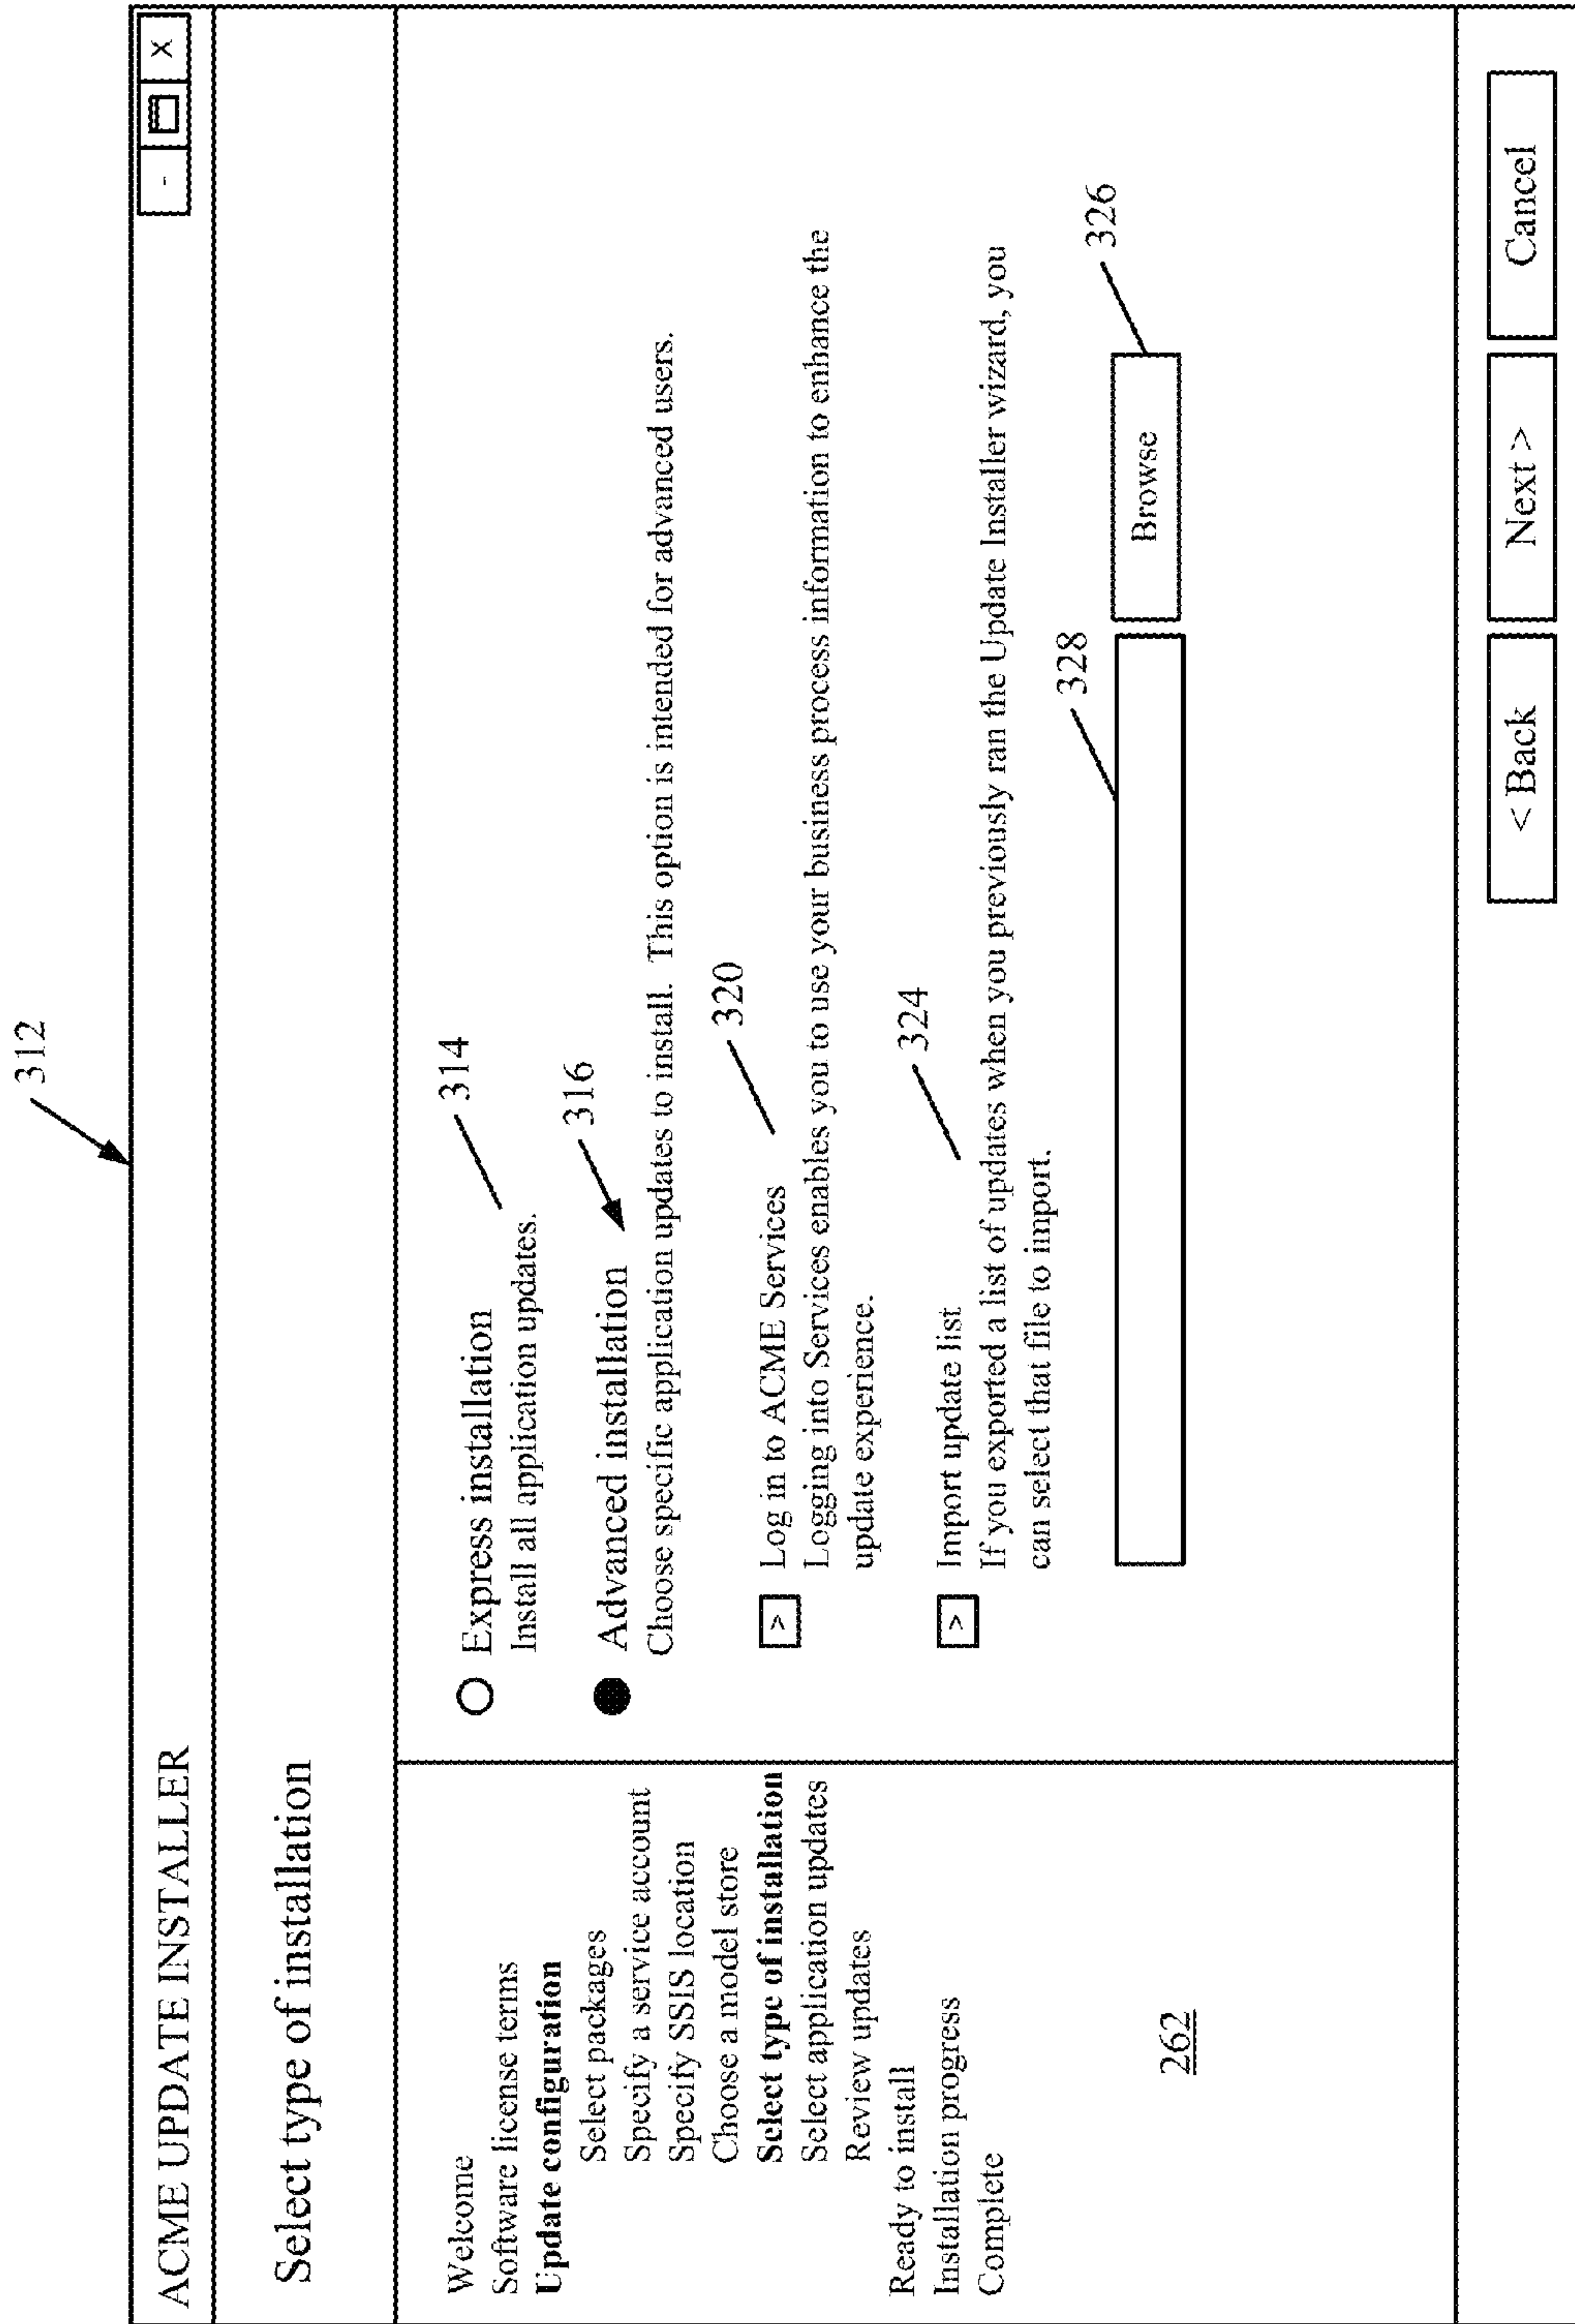 312
ACME UPDATE INSTALLER
- X
Select type of installation
Welcome
Software license terms
Update configuration
Select packages
Specify a service account
Specify SSIS location
Choose a model store
Select type of installation
Select application updates
Review updates
Ready to install
Installation progress
Complete
262
Express installation
314
Install all application updates.
Advanced installation
316
Choose specific application updates to install. This option is intended for advanced users.
320
> Log in to ACME Services
Logging into Services enables you to use your business process information to enhance the
update experience.
324
> Import update list
If you exported a list of updates when you previously ran the Update Installer wizard, you
can select that file to import.
328
326
Browse
< Back Next > Cancel